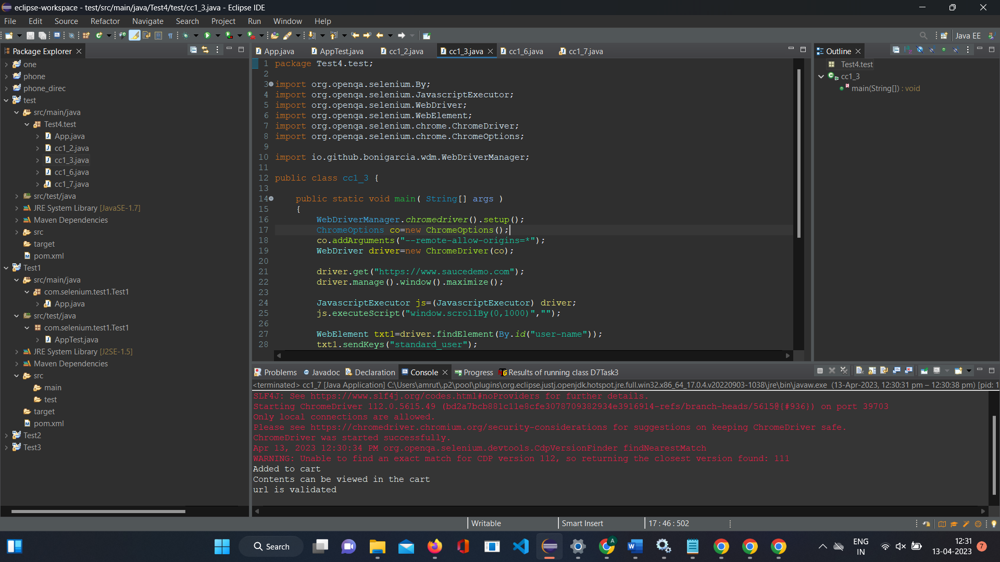 eclipse-workspace - test/src/main/java/Test4/test/cc1_3.java - Eclipse IDE
File Edit Source Refactor Navigate Search Project Run Window Help
Java EE
Package Explorer
one
phone
phone_direc
test
src/main/java
Test4.test
App.java
cc1_2.java
cc1_3.java
cc1_6.java
cc1_7.java
src/test/java
JRE System Library [JavaSE-1.7]
Maven Dependencies
src
target
pom.xml
Test1
src/main/java
com.selenium.test1.Test1
App.java
src/test/java
com.selenium.test1.Test1
AppTest.java
JRE System Library [J2SE-1.5]
Maven Dependencies
src
main
test
target
pom.xml
Test2
Test3
App.java AppTest.java cc1_2.java cc1_3.java cc1_6.java cc1_7.java
1 package Test4.test;
2
3 import org.openqa.selenium.By;
4 import org.openqa.selenium.JavascriptExecutor;
5 import org.openqa.selenium.WebDriver;
6 import org.openqa.selenium.WebElement;
7 import org.openqa.selenium.chrome.ChromeDriver;
8 import org.openqa.selenium.chrome.ChromeOptions;
9
10 import io.github.bonigarcia.wdm.WebDriverManager;
11
12 public class cc1_3 {
13
14 public static void main( String[] args )
15 {
16 WebDriverManager.chromedriver().setup();
17 ChromeOptions co=new ChromeOptions();
18 co.addArguments("--remote-allow-origins=*");
19 WebDriver driver=new ChromeDriver(co);
20
21 driver.get("https://www.saucedemo.com");
22 driver.manage().window().maximize();
23
24 JavascriptExecutor js=(JavascriptExecutor) driver;
25 js.executeScript("window.scrollBy(0,1000)","");
26
27 WebElement txt1=driver.findElement(By.id("user-name"));
28 txt1.sendKeys("standard_user");
Outline
Test4.test
cc1_3
main(String[]) : void
Problems Javadoc Declaration Console Progress Results of running class D7Task3
<terminated> cc1_7 [Java Application] C:\Users\amrut\.p2\pool\plugins\org.eclipse.justj.openjdk.hotspot.jre.full.win32.x86_64_17.0.4.v20220903-1038\jre\bin\javaw.exe (13-Apr-2023, 12:30:31 pm – 12:30:38 pm) [pid: 1
SLF4J: See https://www.slf4j.org/codes.html#noProviders for further details.
Starting ChromeDriver 112.0.5615.49 (bd2a7bcb881c11e8cfe3078709382934e3916914-refs/branch-heads/5615@{#936}) on port 39703
Only local connections are allowed.
Please see https://chromedriver.chromium.org/security-considerations for suggestions on keeping ChromeDriver safe.
ChromeDriver was started successfully.
Apr 13, 2023 12:30:34 PM org.openqa.selenium.devtools.CdpVersionFinder findNearestMatch
WARNING: Unable to find an exact match for CDP version 112, so returning the closest version found: 111
Added to cart
Contents can be viewed in the cart
url is validated
Writable Smart Insert 17 : 46 : 502
Search
A
ENG
IN
12:31
13-04-2023
7